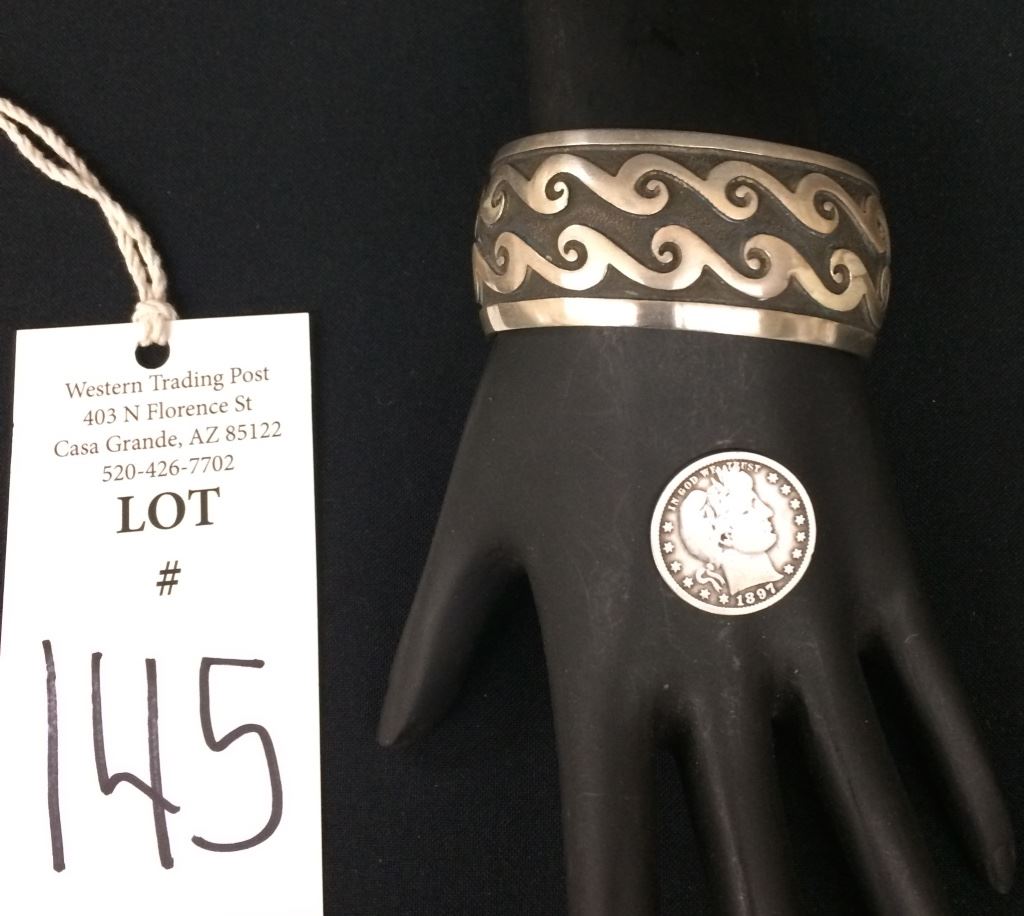 Western Trading Post
403 N Florence St
Casa Grande, AZ 85122
520-426-7702
LOT
#
145
IN GOD WE TRUST
1897